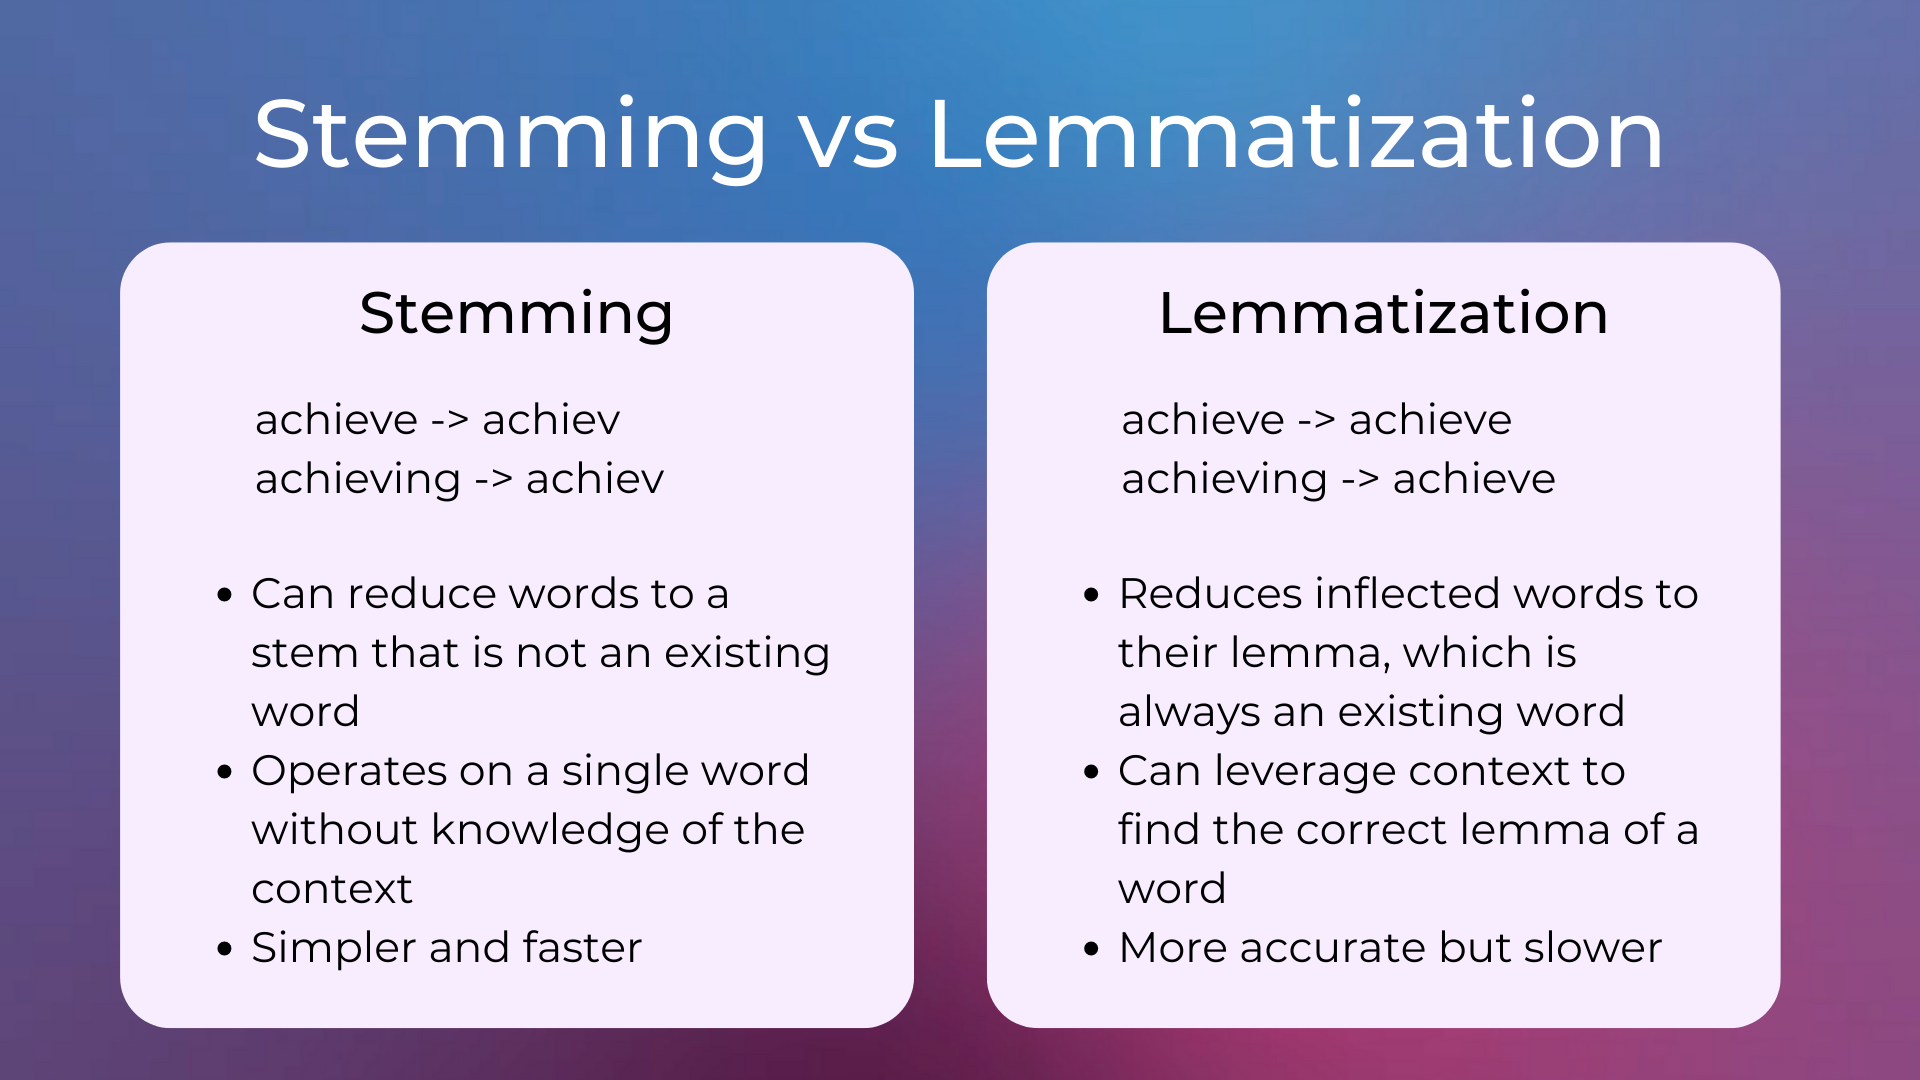 Stemming vs Lemmatization
Stemming
achieve -> achiev
achieving -> achiev
• Can reduce words to a
stem that is not an existing
word
• Operates on a single word
without knowledge of the
context
• Simpler and faster
Lemmatization
achieve -> achieve
achieving -> achieve
• Reduces inflected words to
their lemma, which is
always an existing word
• Can leverage context to
find the correct lemma of a
word
• More accurate but slower